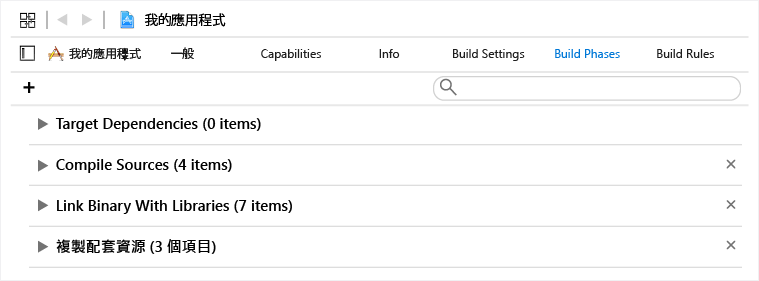 我的應用程式
我的應用程式 一般 Capabilities Info Build Settings Build Phases Build Rules
+
Target Dependencies (0 items)
Compile Sources (4 items)
Link Binary With Libraries (7 items)
複製配套資源 (3 個項目)